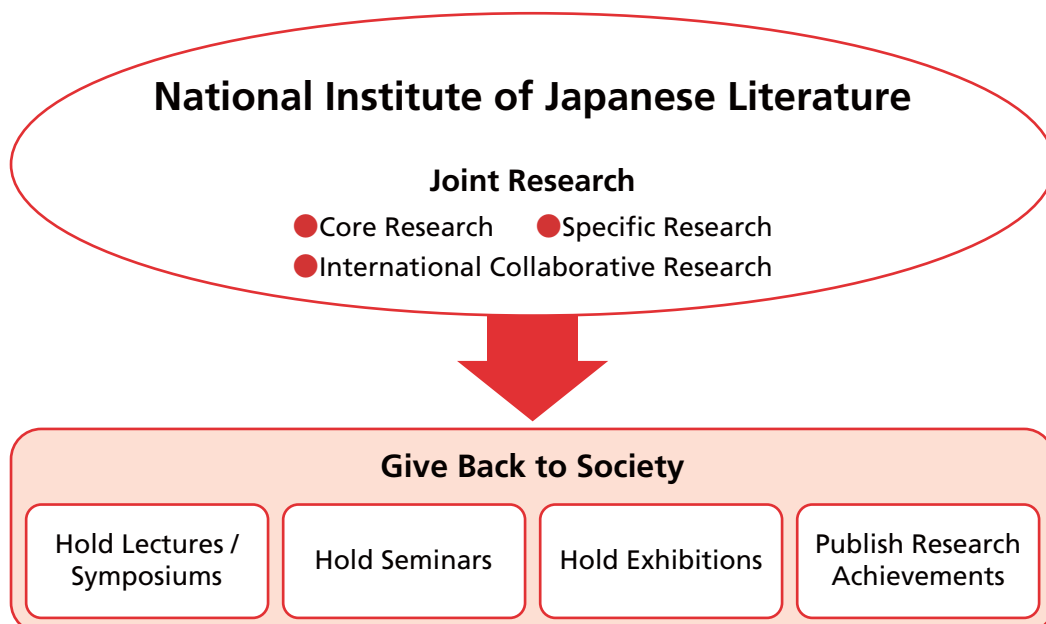 National Institute of Japanese Literature
Joint Research
●Core Research ●Specific Research
●International Collaborative Research
Give Back to Society
Hold Lectures /
Symposiums
Hold Seminars
Hold Exhibitions
Publish Research
Achievements